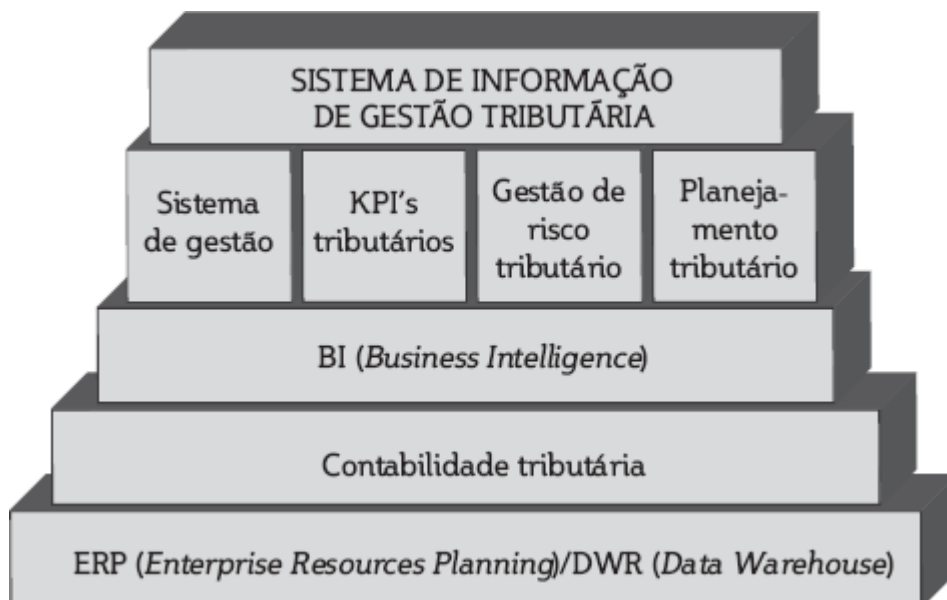 SISTEMA DE INFORMAÇÃO
DE GESTÃO TRIBUTÁRIA
Sistema
de gestão
KPI's
tributários
Gestão de
risco
tributário
Planeja-
mento
tributário
BI (Business Intelligence)
Contabilidade tributária
ERP (Enterprise Resources Planning)/DWR (Data Warehouse)